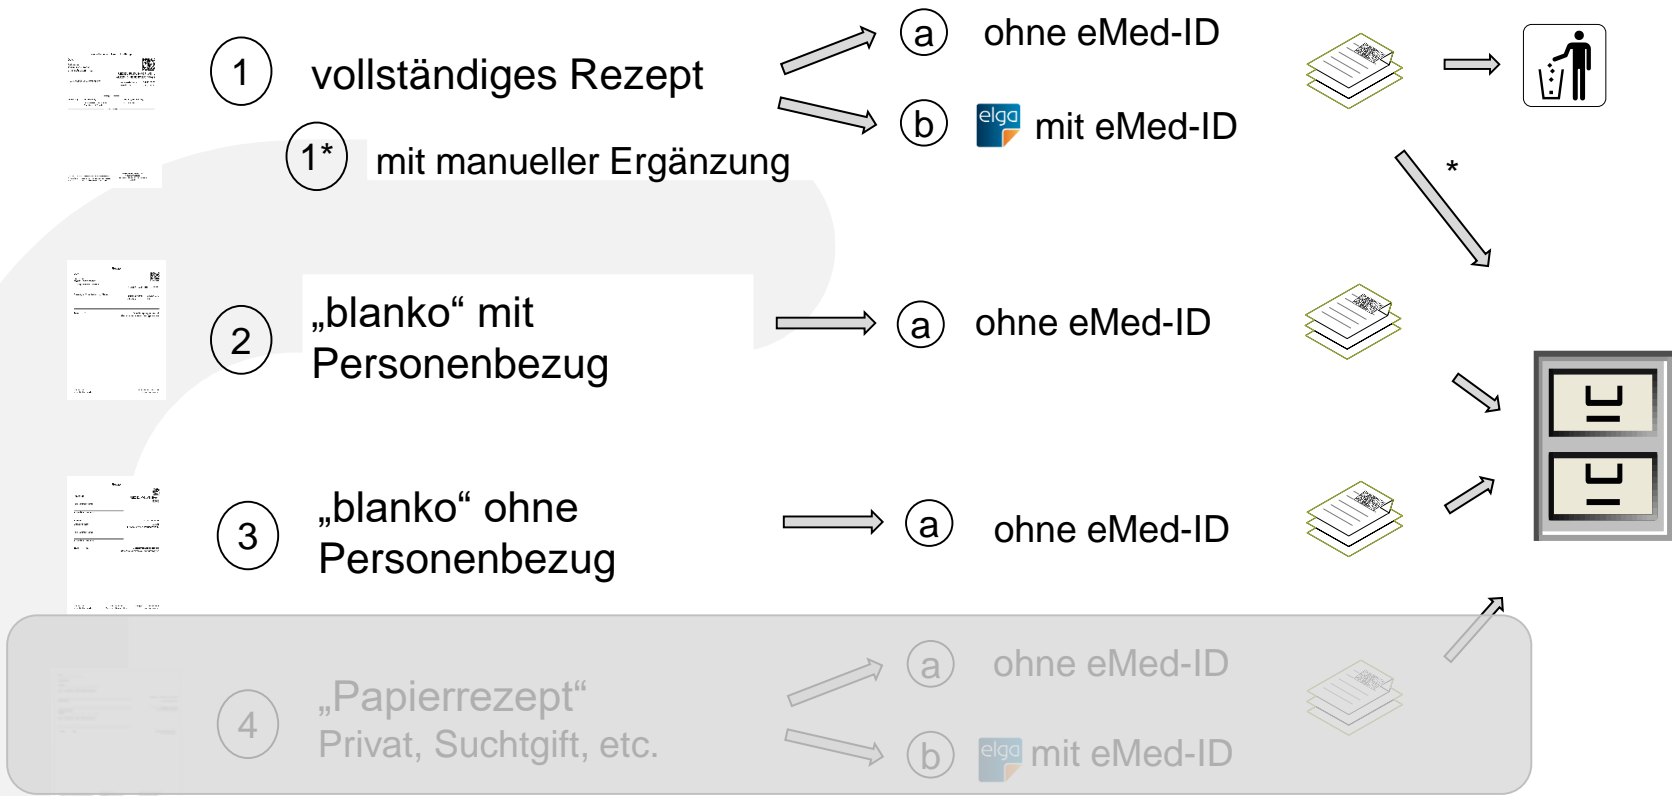 1 vollständiges Rezept
a ohne eMed-ID
b elga mit eMed-ID
1* mit manueller Ergänzung
*
2 „blanko“ mit
Personenbezug
a ohne eMed-ID
3 „blanko“ ohne
Personenbezug
a ohne eMed-ID
4 „Papierrezept“
Privat, Suchtgift, etc.
a ohne eMed-ID
b elga mit eMed-ID